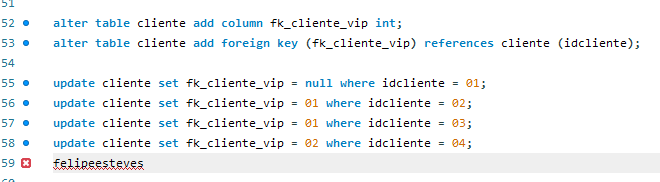 51
52 alter table cliente add column fk_cliente_vip int;
53 alter table cliente add foreign key (fk_cliente_vip) references cliente (idcliente);
54
55 update cliente set fk_cliente_vip = null where idcliente = 01;
56 update cliente set fk_cliente_vip = 01 where idcliente = 02;
57 update cliente set fk_cliente_vip = 01 where idcliente = 03;
58 update cliente set fk_cliente_vip = 02 where idcliente = 04;
59 felipeesteves
60